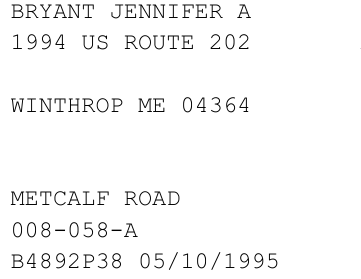 BRYANT JENNIFER A
1994 US ROUTE 202
WINTHROP ME 04364
METCALF ROAD
008-058-A
B4892P38 05/10/1995